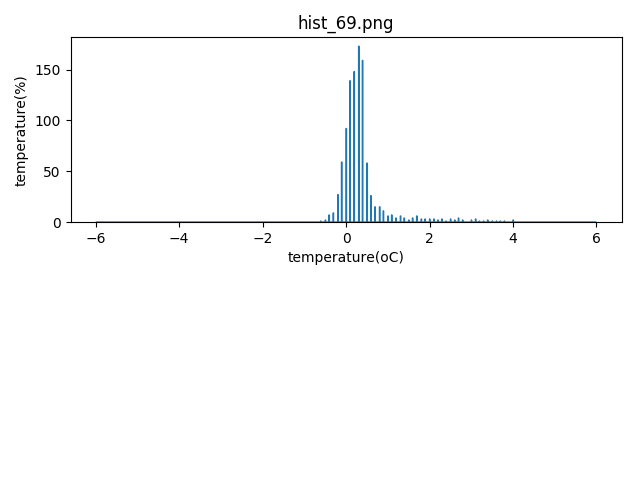 hist_69.png
temperature(%)
150
100
50
0
−6 −4 −2 0 2 4 6
temperature(oC)